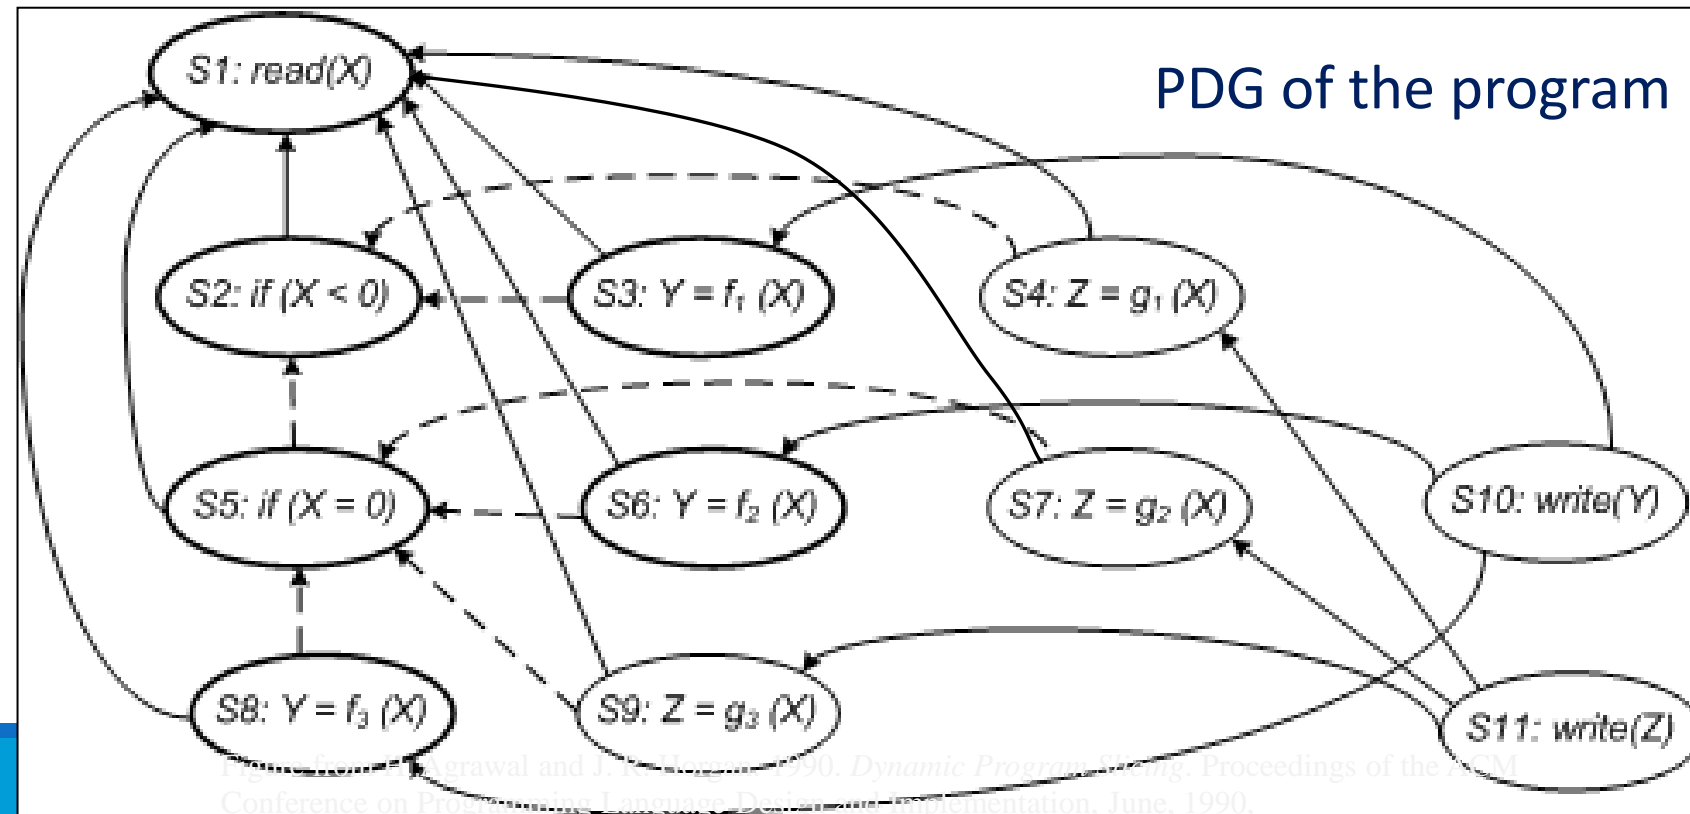 PDG of the program
S1: read(X)
S2: if (X < 0)
S3: Y = f₁ (X)
S4: Z = g₁ (X)
S5: if (X = 0)
S6: Y = f₂ (X)
S7: Z = g₂ (X)
S10: write(Y)
S8: Y = f₃ (X)
S9: Z = g₃ (X)
S11: write(Z)
Figure from H. Agrawal and J. R. Horgan, 1990. Dynamic Program Slicing. Proceedings of the ACM
Conference on Programming Language Design and Implementation, June, 1990.